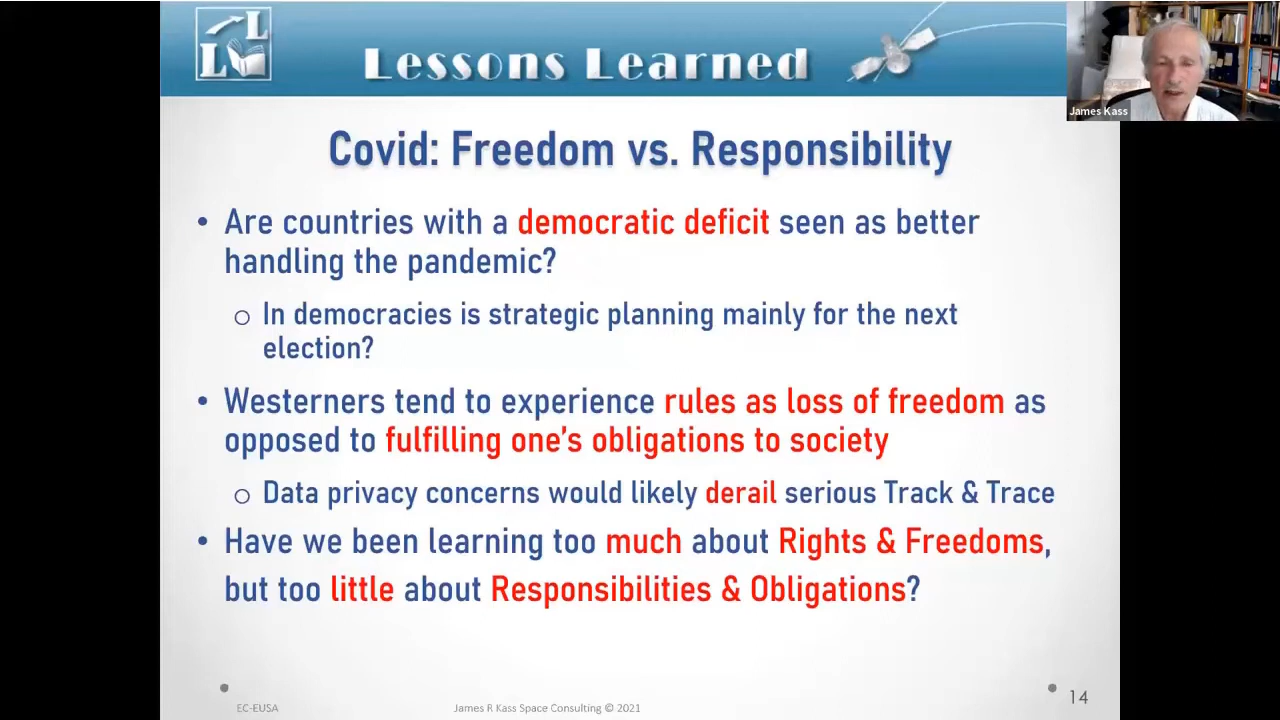 L
L
Lessons Learned
James Kass
Covid: Freedom vs. Responsibility
• Are countries with a democratic deficit seen as better
handling the pandemic?
o In democracies is strategic planning mainly for the next
election?
• Westerners tend to experience rules as loss of freedom as
opposed to fulfilling one’s obligations to society
o Data privacy concerns would likely derail serious Track & Trace
• Have we been learning too much about Rights & Freedoms,
but too little about Responsibilities & Obligations?
EC-EUSA
James R Kass Space Consulting © 2021
14